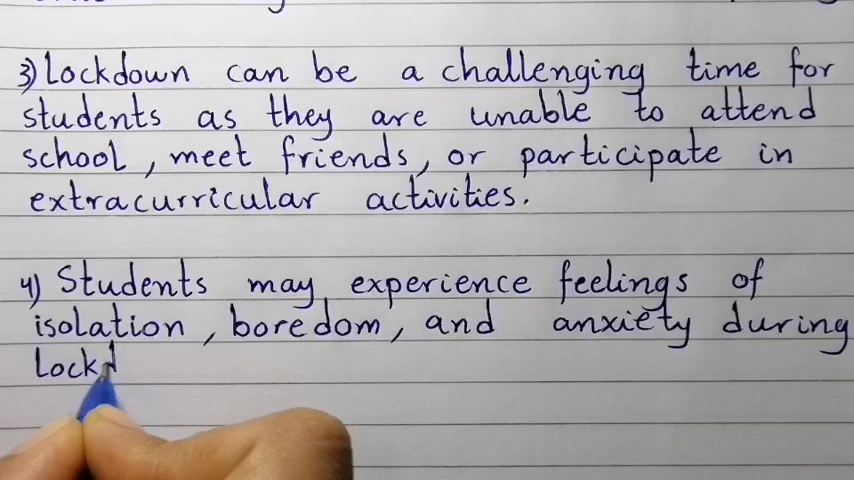 3) Lockdown can be a challenging time for
students as they are unable to attend
school, meet friends, or participate in
extracurricular activities.
4) Students may experience feelings of
isolation, boredom, and anxiety during
Lockd